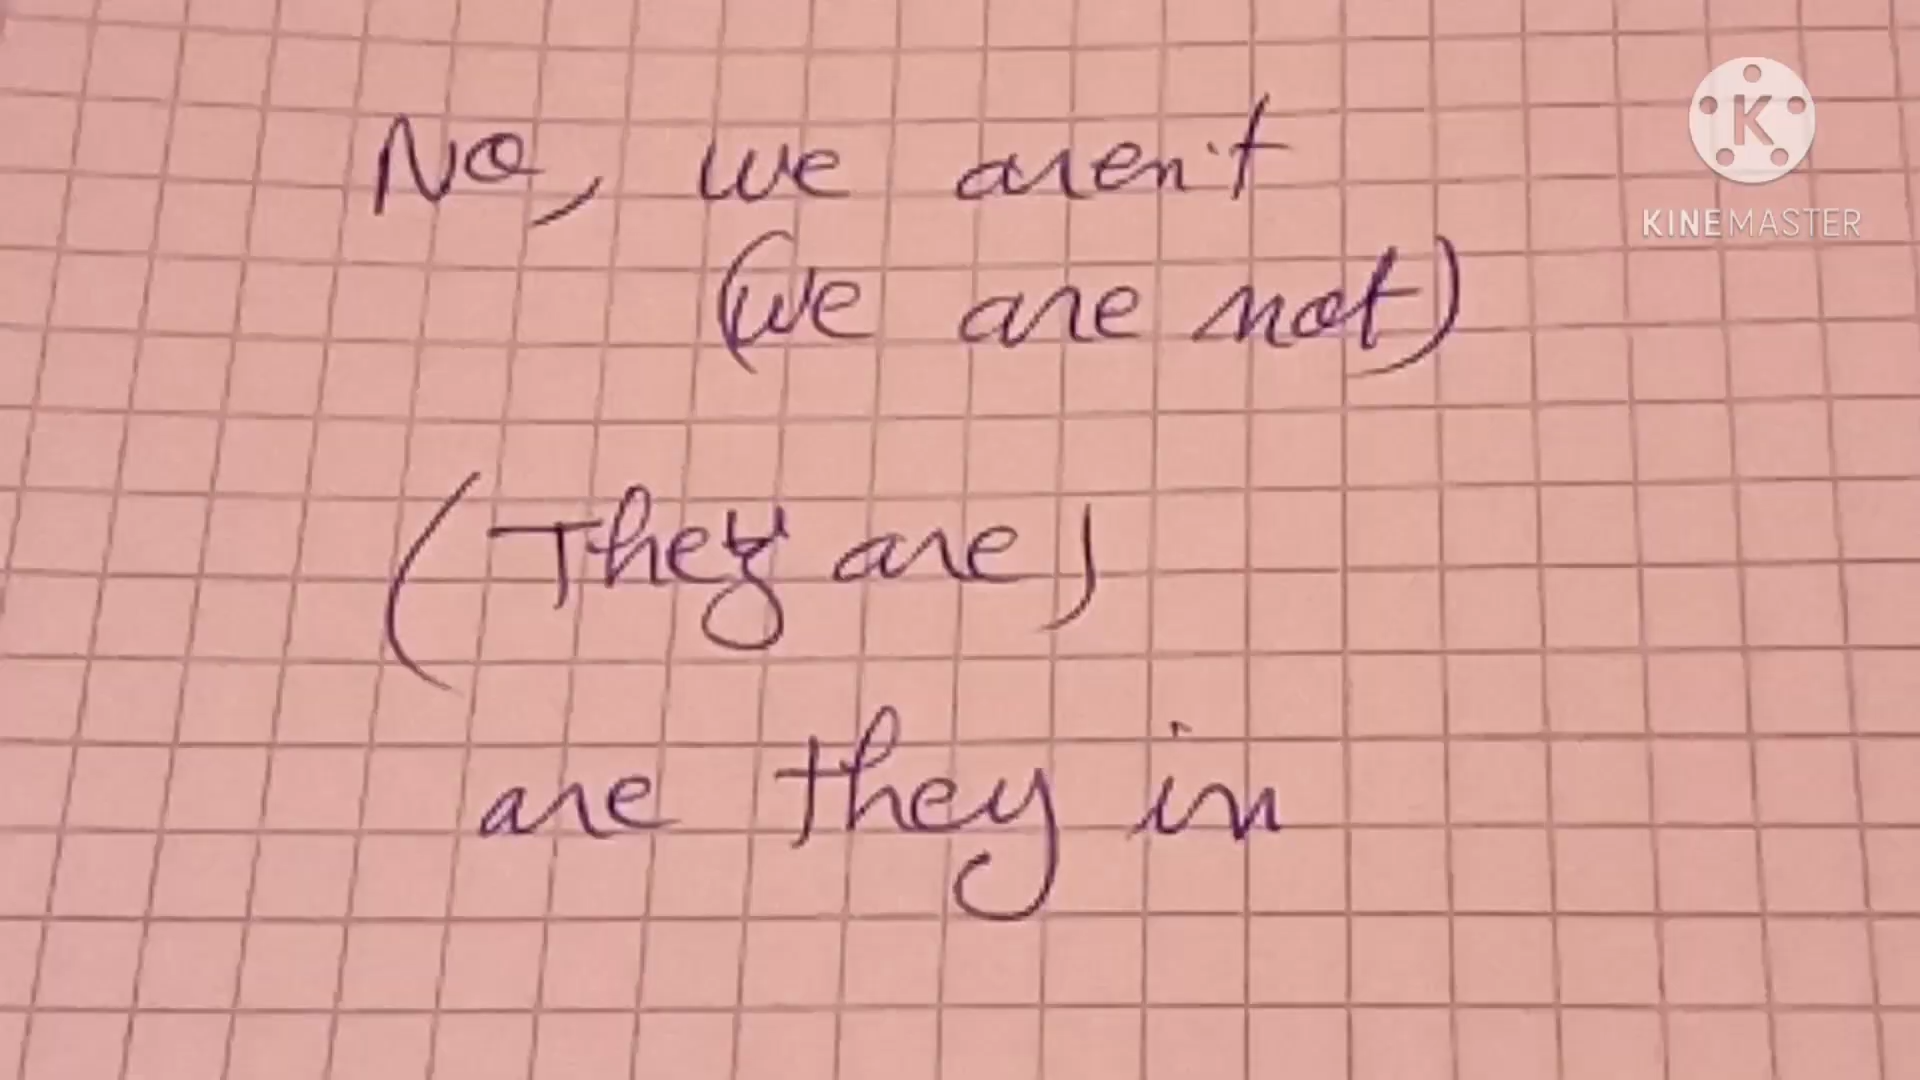 No, we aren't
(we are not)
(They are)
are they in
KINEMASTER